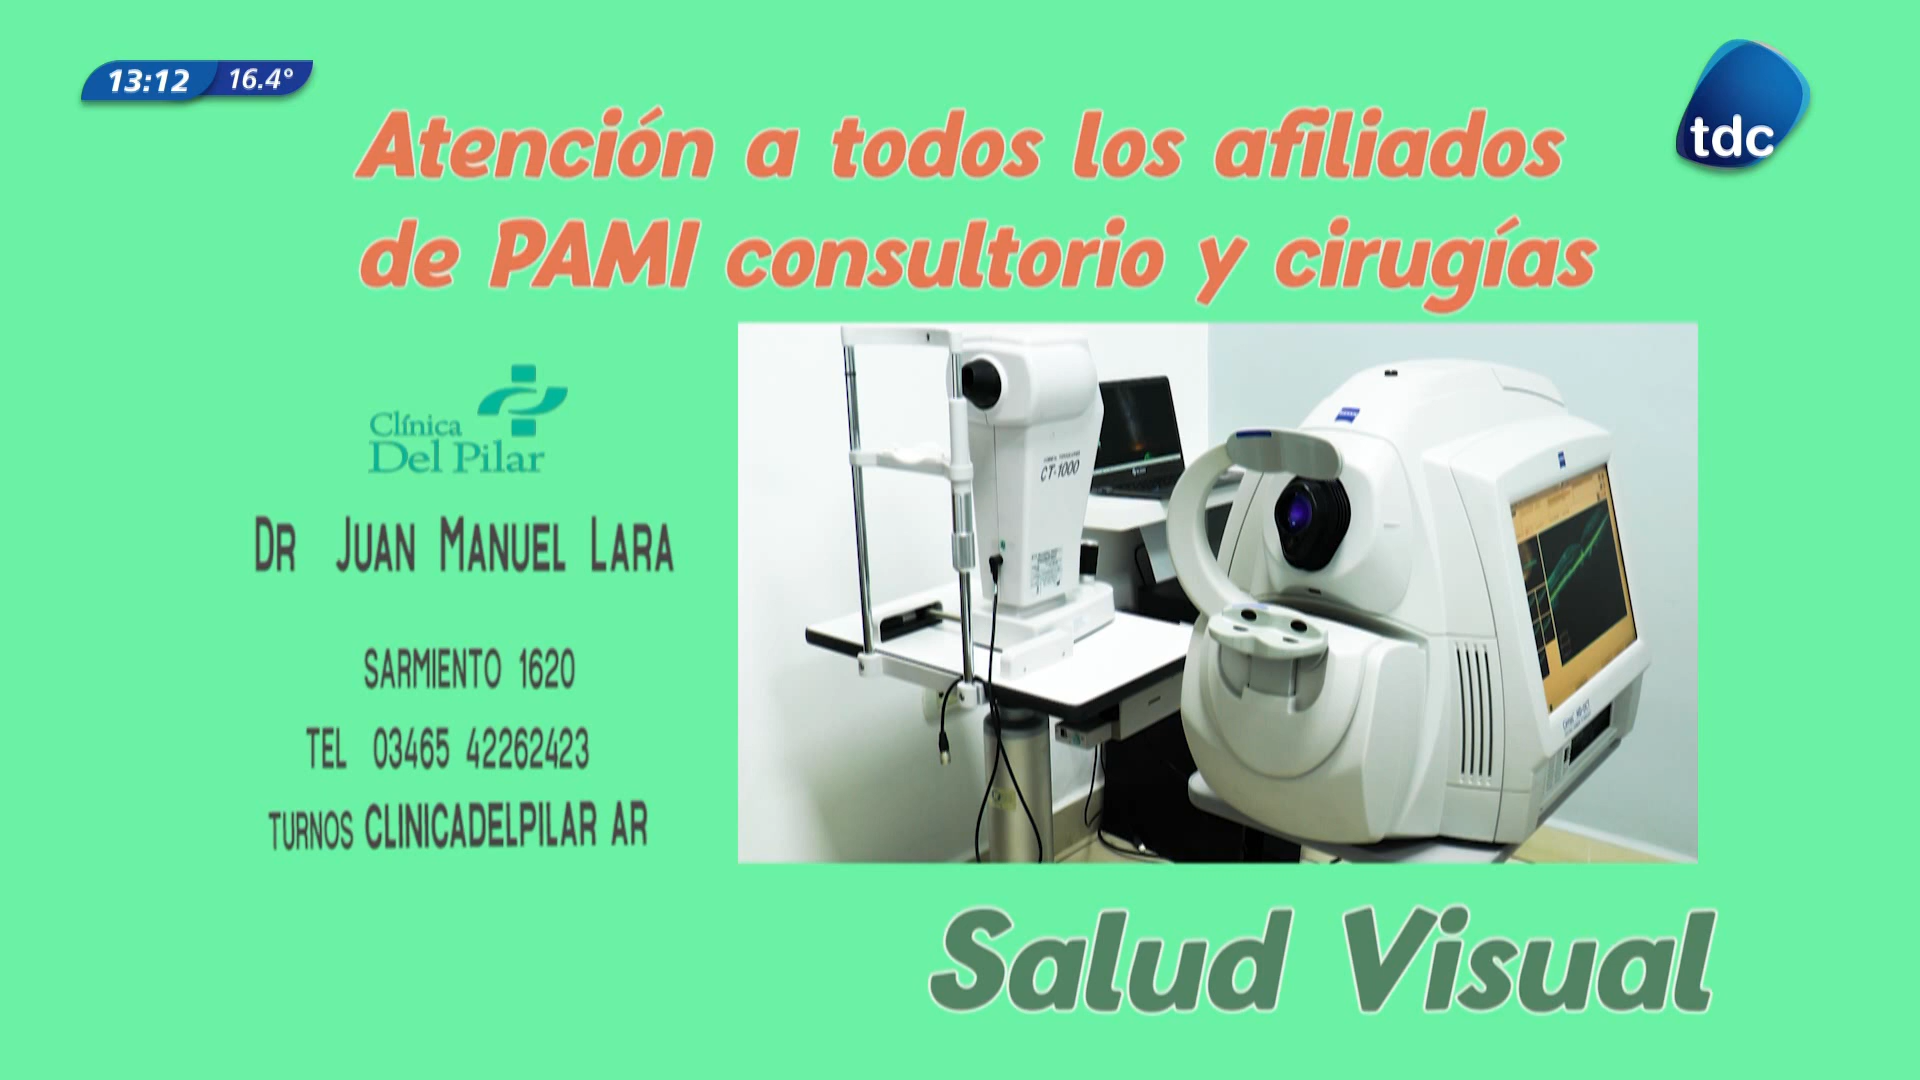 13:12 16.4°
tdc
Atención a todos los afiliados
de PAMI consultorio y cirugías
Clínica
Del Pilar
DR JUAN MANUEL LARA
SARMIENTO 1620
TEL 03465 42262423
TURNOS CLINICADELPILAR AR
CT-1000
Salud Visual